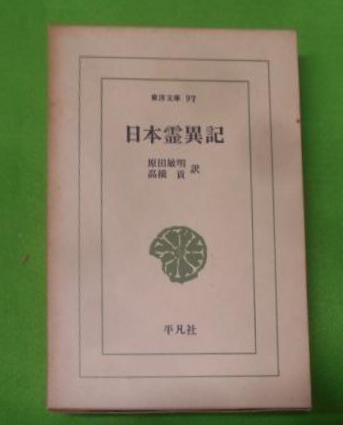 東洋文庫 97
日本霊異記
原田敏明
高橋 貢 訳
平凡社